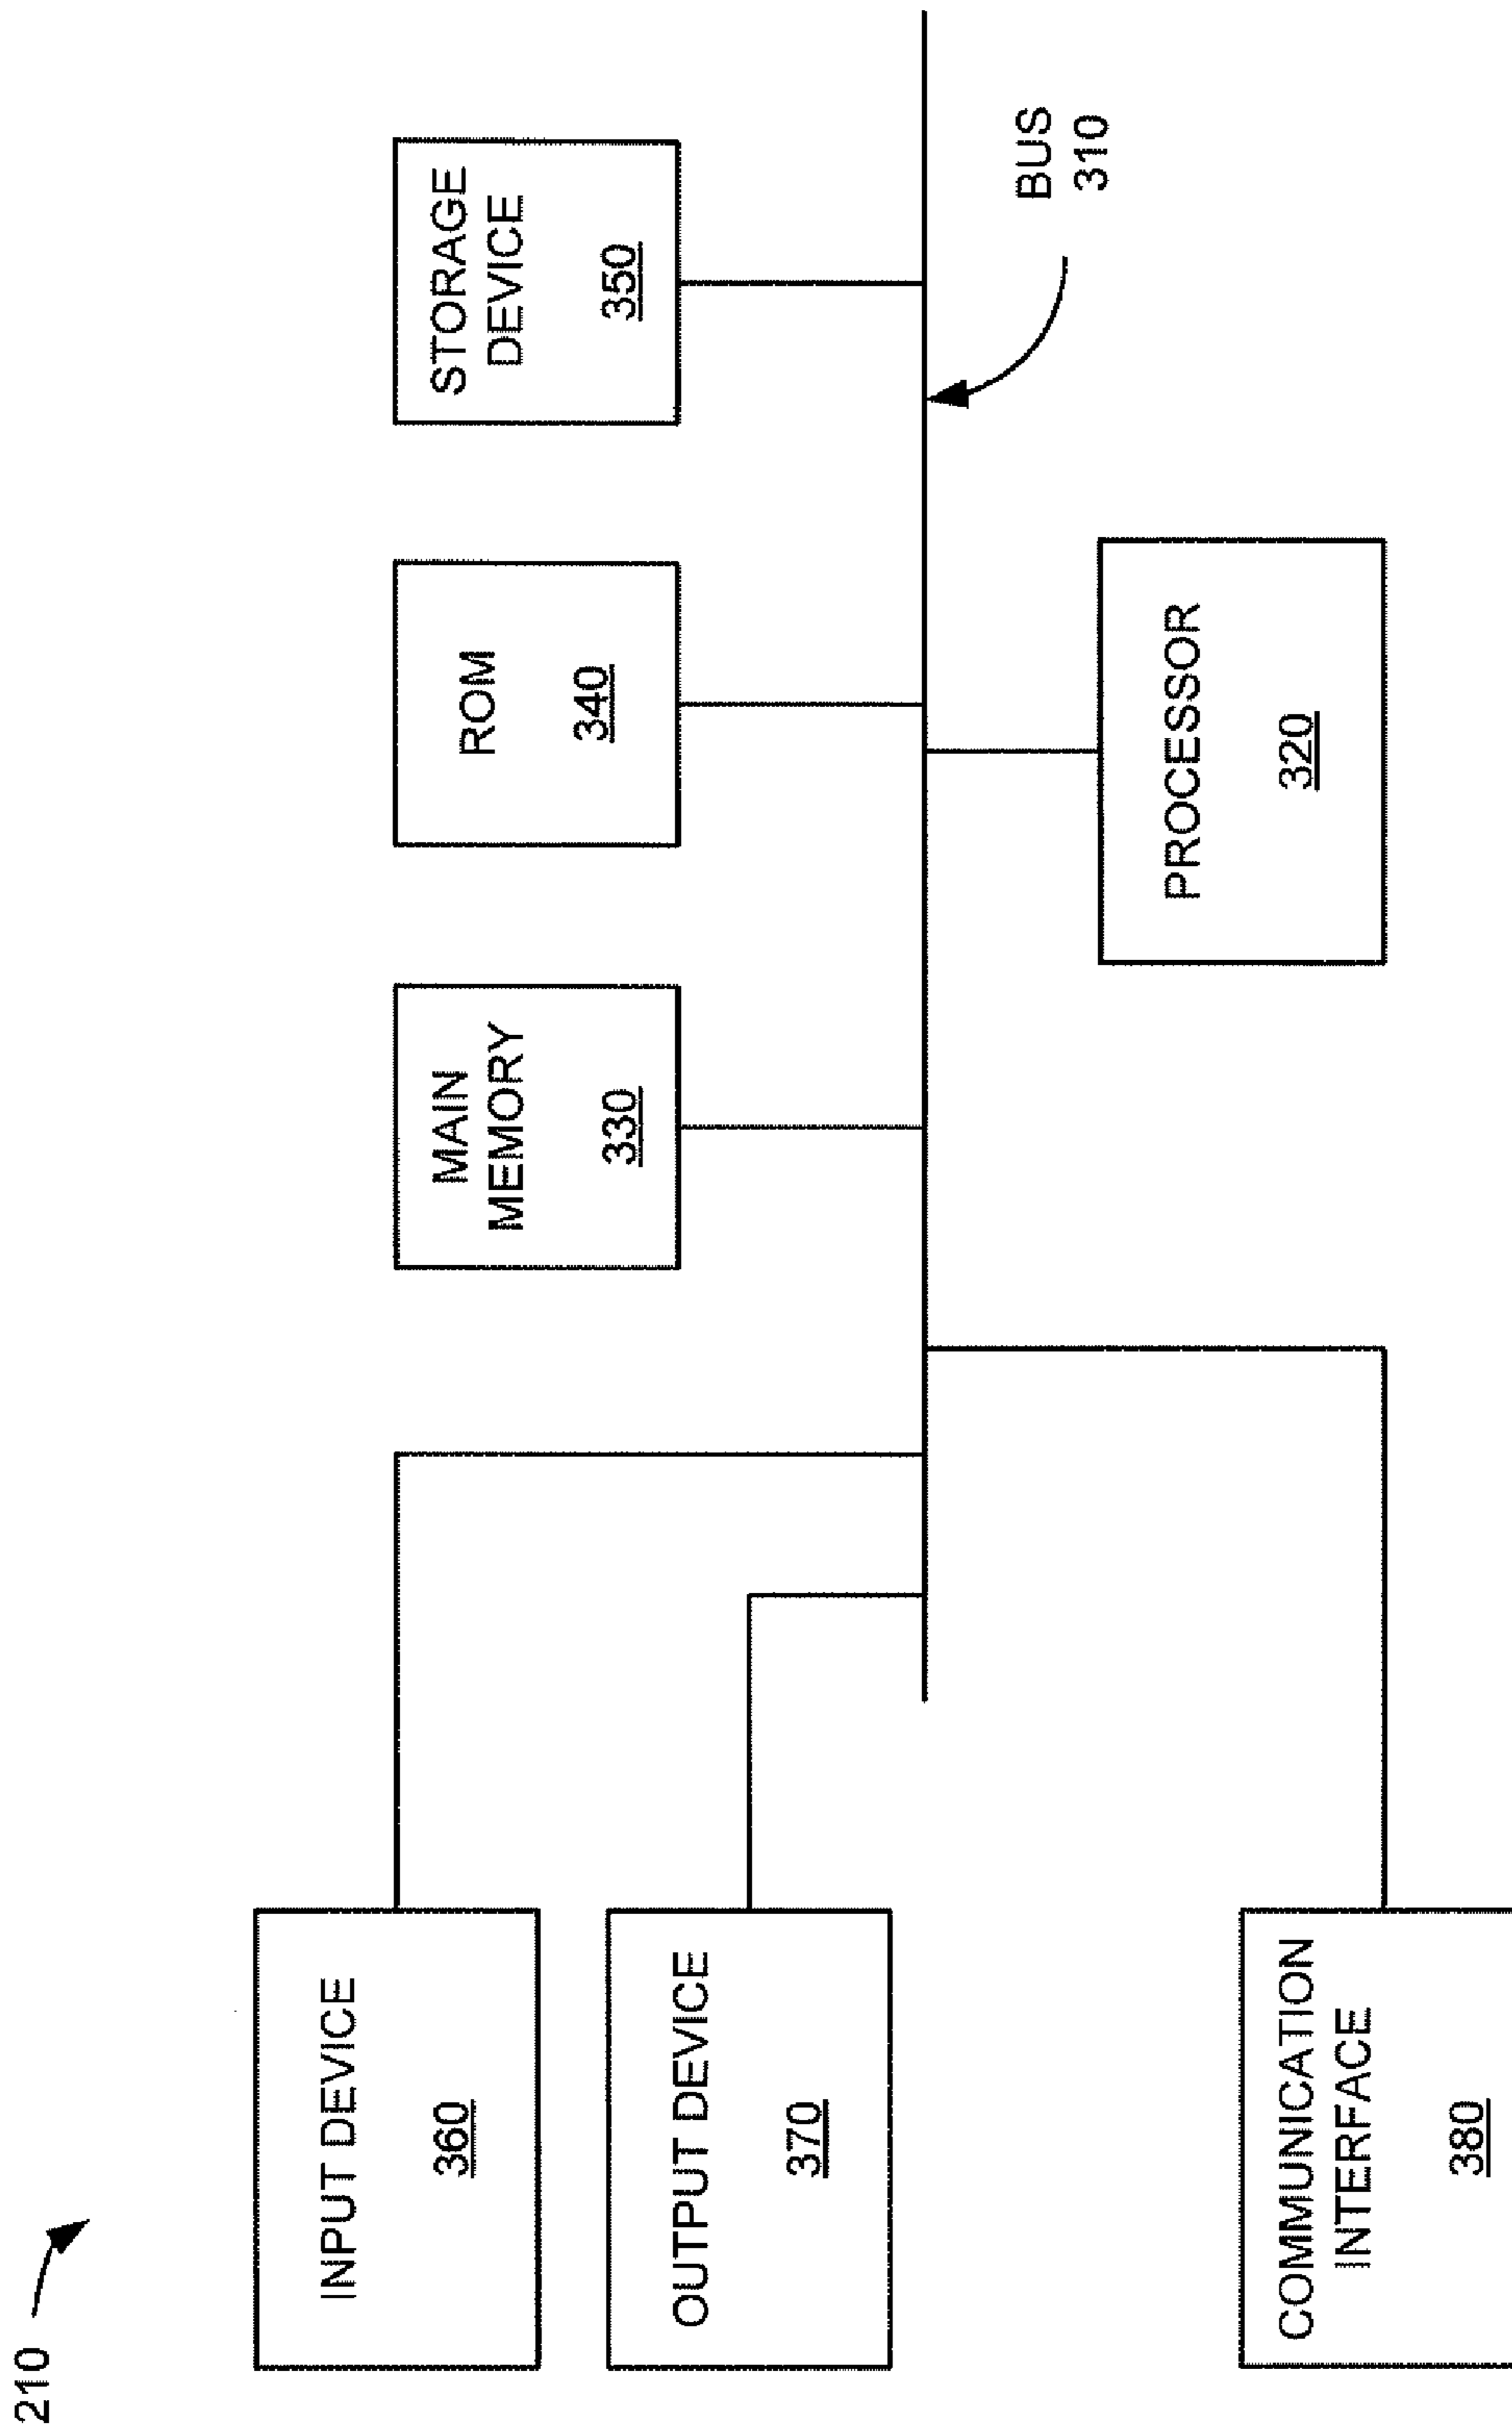 210
INPUT DEVICE
360
OUTPUT DEVICE
370
COMMUNICATION
INTERFACE
380
MAIN
MEMORY
330
ROM
340
STORAGE
DEVICE
350
PROCESSOR
320
BUS
310